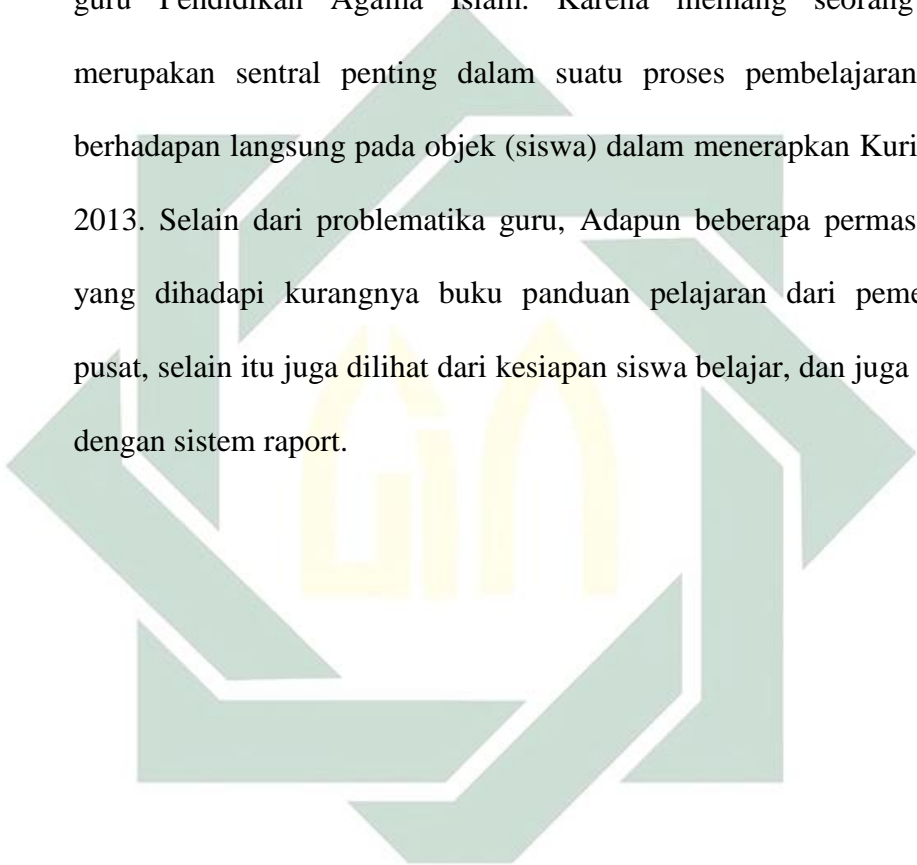 guru Pendidikan Agama Islam. Karena memang seorang
merupakan sentral penting dalam suatu proses pembelajaran
berhadapan langsung pada objek (siswa) dalam menerapkan Kuri
2013. Selain dari problematika guru, Adapun beberapa permas
yang dihadapi kurangnya buku panduan pelajaran dari peme
pusat, selain itu juga dilihat dari kesiapan siswa belajar, dan juga
dengan sistem raport.